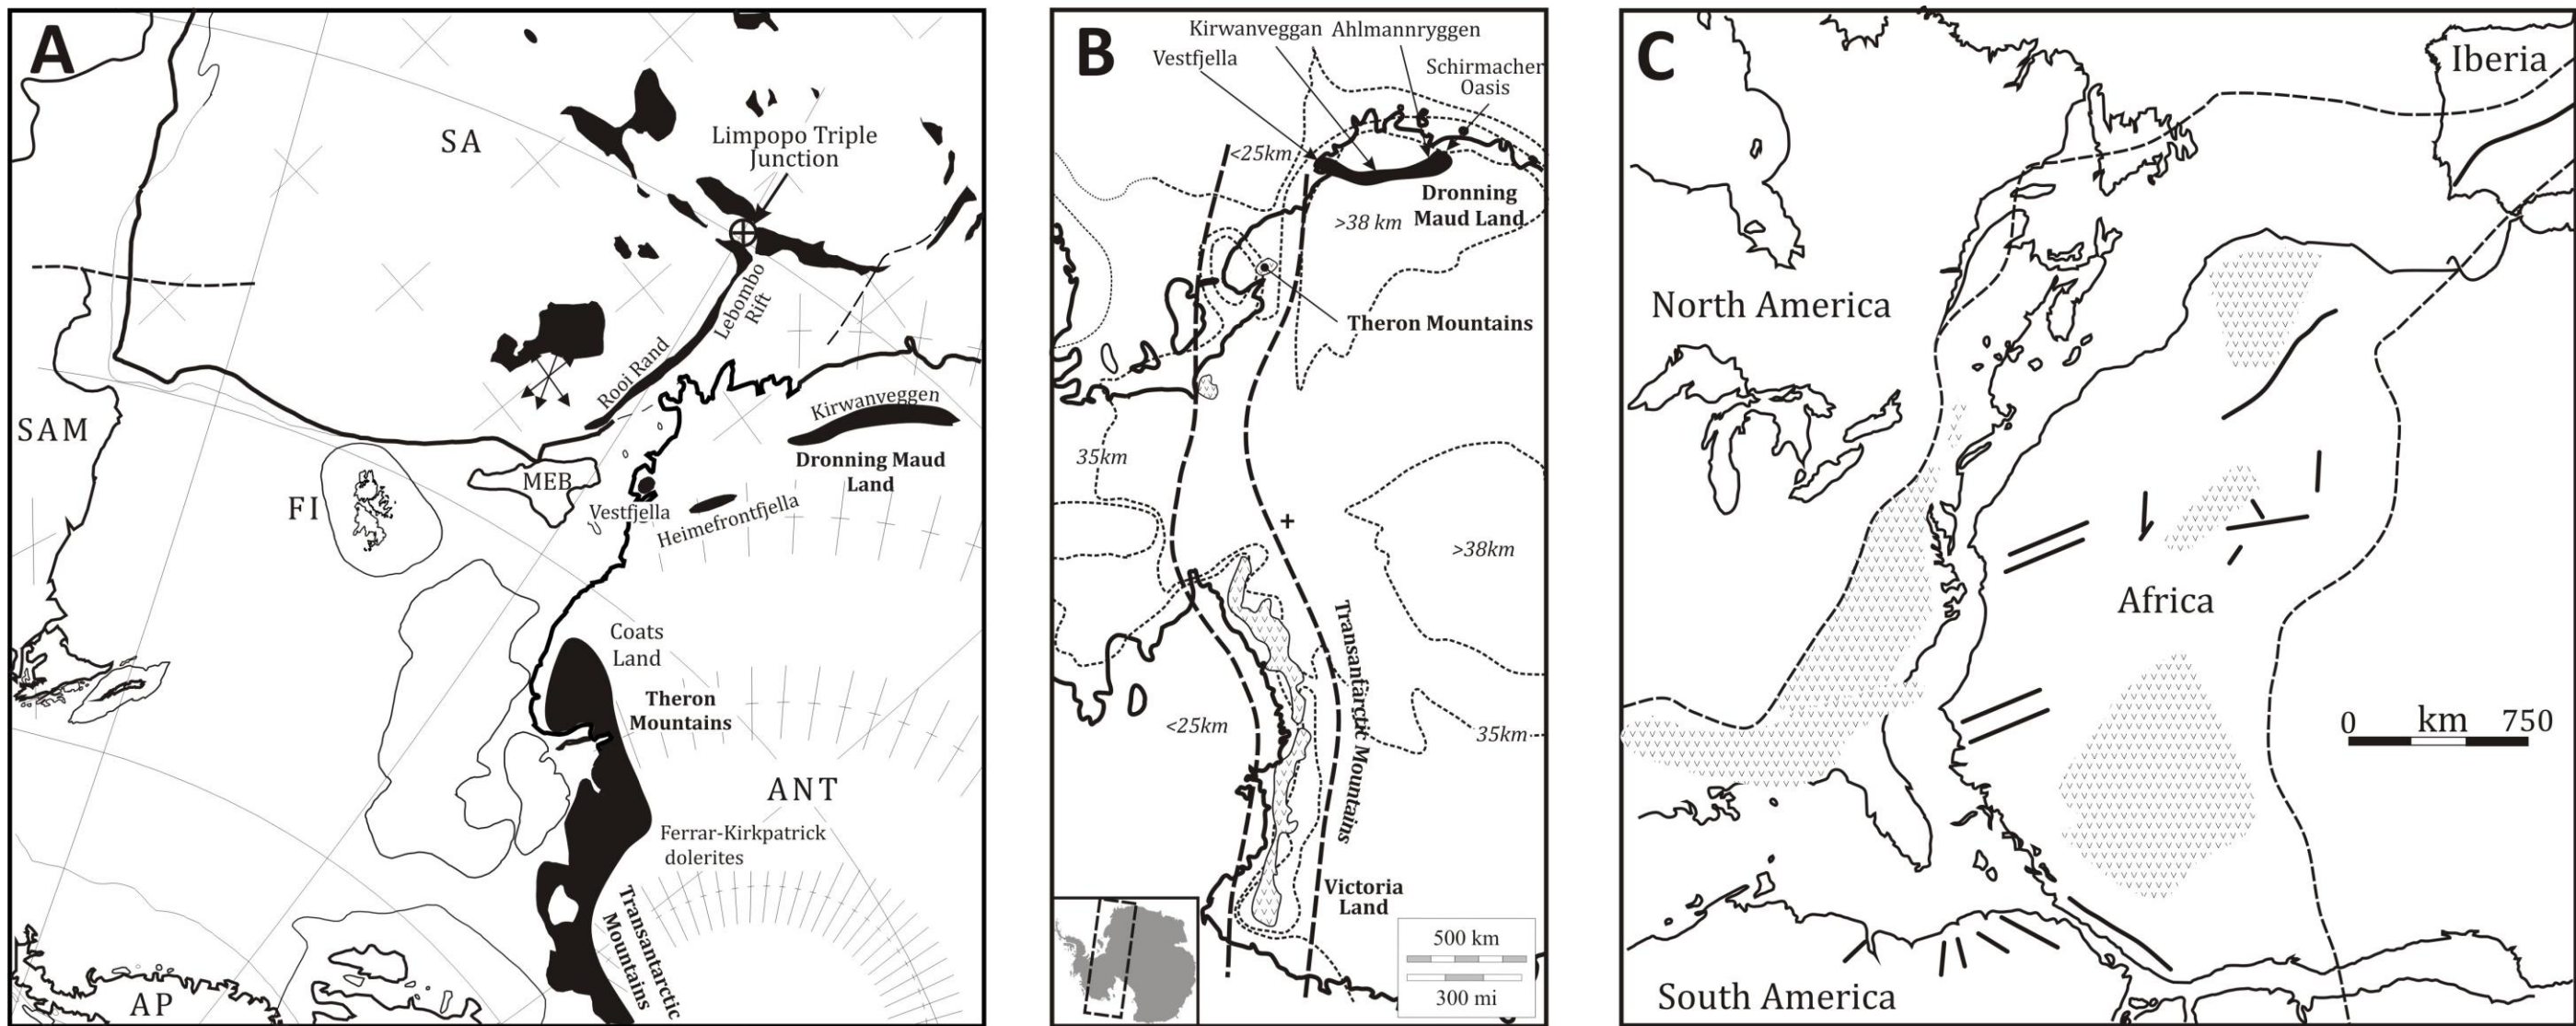 A
SA
Limpopo Triple
Junction
Lebombo
Rift
Rooi Rand
Kirwanveggen
SAM
Dronning Maud
Land
MEB
FI
Vestfjella
Heimefrontfjella
Coats
Land
Theron
Mountains
ANT
Ferrar-Kirkpatrick
dolerites
Transantarctic
Mountains
AP
B
Kirwanveggan
Ahlmannryggen
Vestfjella
Schirmacher
Oasis
<25km
Dronning
Maud Land
>38 km
Theron Mountains
35km
>38km
Transantarctic Mountains
<25km
35km
Victoria
Land
500 km
300 mi
C
Iberia
North America
Africa
0 km 750
South America